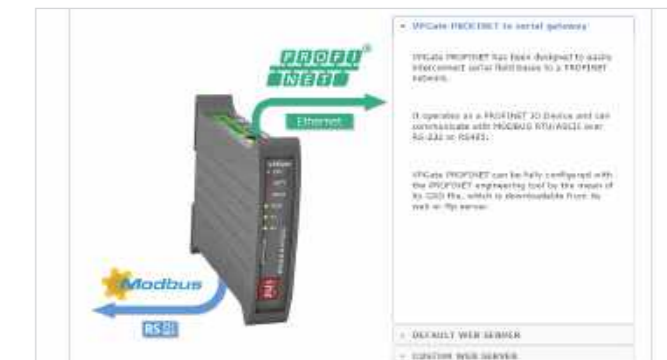 PROFI
NET
Ethernet
Modbus
RS
VPGate PROFINET to serial gateway
VPGate PROFINET has been designed to easily
interconnect serial field buses to a PROFINET
network.
It operates as a PROFINET IO Device and can
communicate with MODBUS RTU/ASCII over
RS-232 or RS485.
VPGate PROFINET can be fully configured with
the PROFINET engineering tool by the mean of
its GSD file, which is downloadable from its
web or ftp server.
DEFAULT WEB SERVER
CUSTOM WEB SERVER